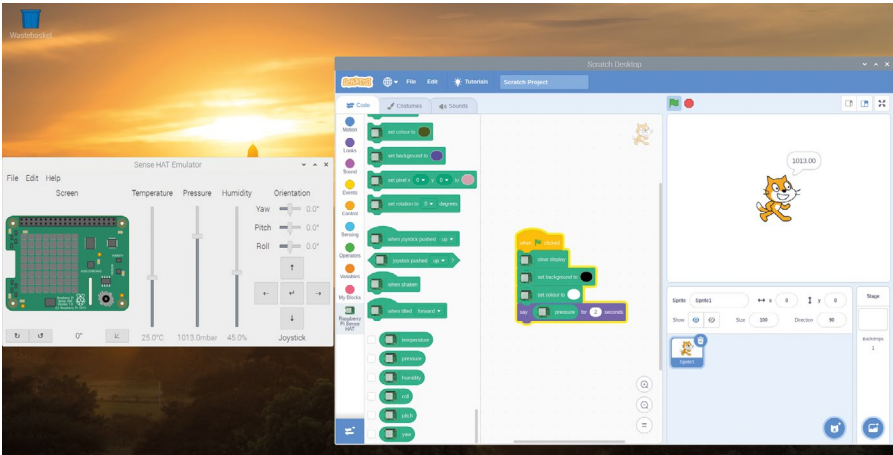 Wastebasket
Scratch Desktop
SCRATCH
File Edit Tutorials Scratch Project
Code Costumes Sounds
Motion
Looks
Sound
Events
Control
Sensing
Operators
Variables
My Blocks
Raspberry
Pi Sense
HAT
set colour to
set background to
set pixel x 0 y 0 to
set rotation to 0 degrees
when joystick pushed up
joystick pushed up ?
when shaken
when tilted forward
temperature
pressure
humidity
roll
pitch
yaw
when clicked
clear display
set background to
set colour to
say pressure for 2 seconds
1013.00
Sprite Sprite1 x 0 y 0
Show Size 100 Direction 90
Sprite1
Stage
Backdrops
1
Sense HAT Emulator
File Edit Help
Screen Temperature Pressure Humidity Orientation
Yaw 0.0°
Pitch 0.0°
Roll 0.0°
0° 25.0°C 1013.0mbar 45.0% Joystick